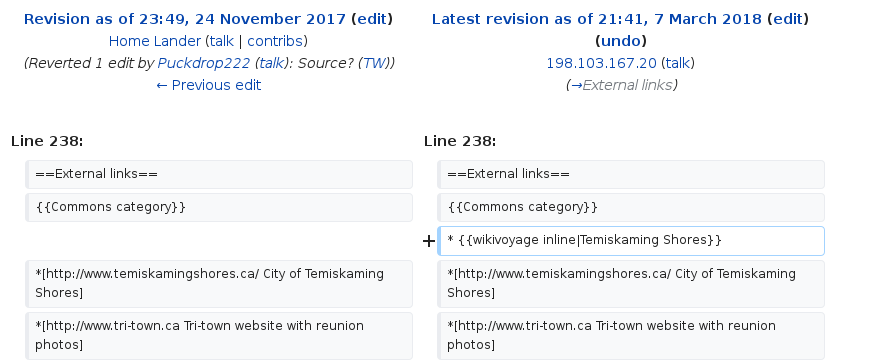 Revision as of 23:49, 24 November 2017 (edit)
Home Lander (talk | contribs)
(Reverted 1 edit by Puckdrop222 (talk): Source? (TW))
← Previous edit
Latest revision as of 21:41, 7 March 2018 (edit)
(undo)
198.103.167.20 (talk)
(→External links)
Line 238:
Line 238:
==External links==
==External links==
{{Commons category}}
{{Commons category}}
+ * {{wikivoyage inline|Temiskaming Shores}}
*[http://www.temiskamingshores.ca/ City of Temiskaming
Shores]
*[http://www.temiskamingshores.ca/ City of Temiskaming
Shores]
*[http://www.tri-town.ca Tri-town website with reunion
photos]
*[http://www.tri-town.ca Tri-town website with reunion
photos]